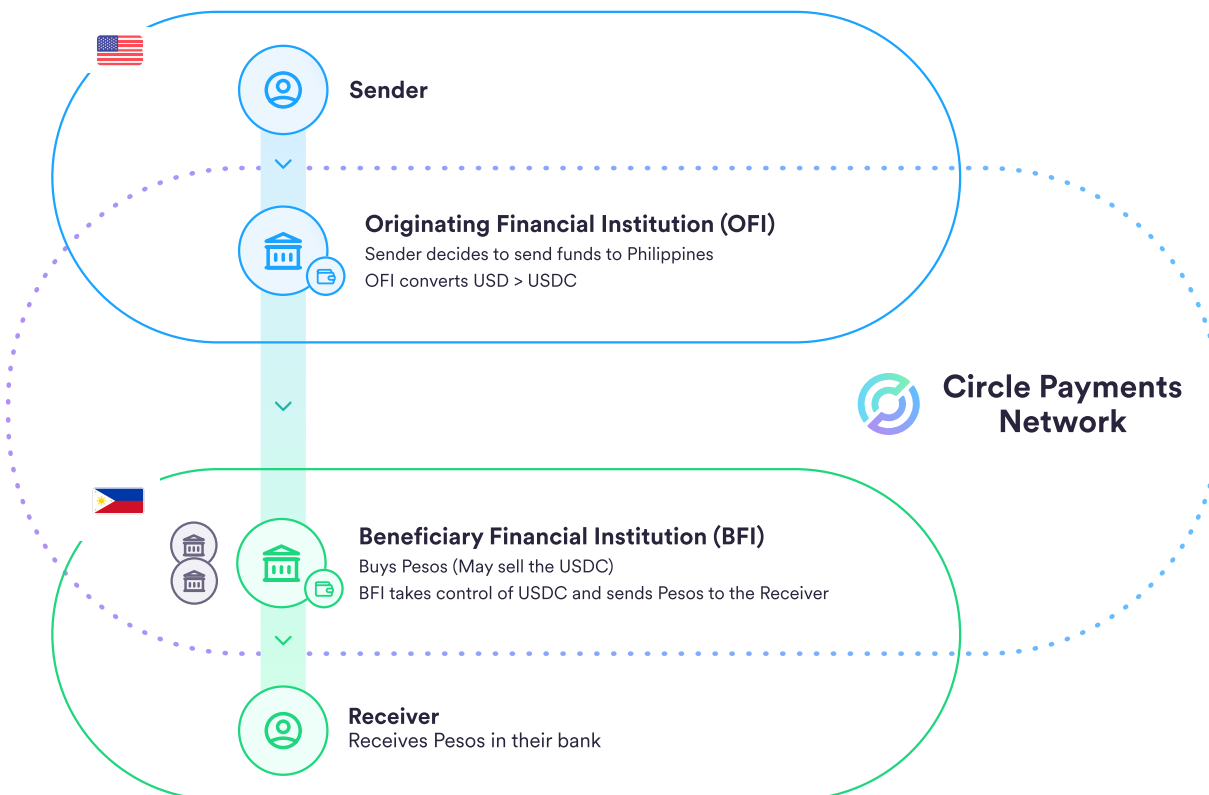 Sender
Originating Financial Institution (OFI)
Sender decides to send funds to Philippines
OFI converts USD > USDC
Circle Payments
Network
Beneficiary Financial Institution (BFI)
Buys Pesos (May sell the USDC)
BFI takes control of USDC and sends Pesos to the Receiver
Receiver
Receives Pesos in their bank